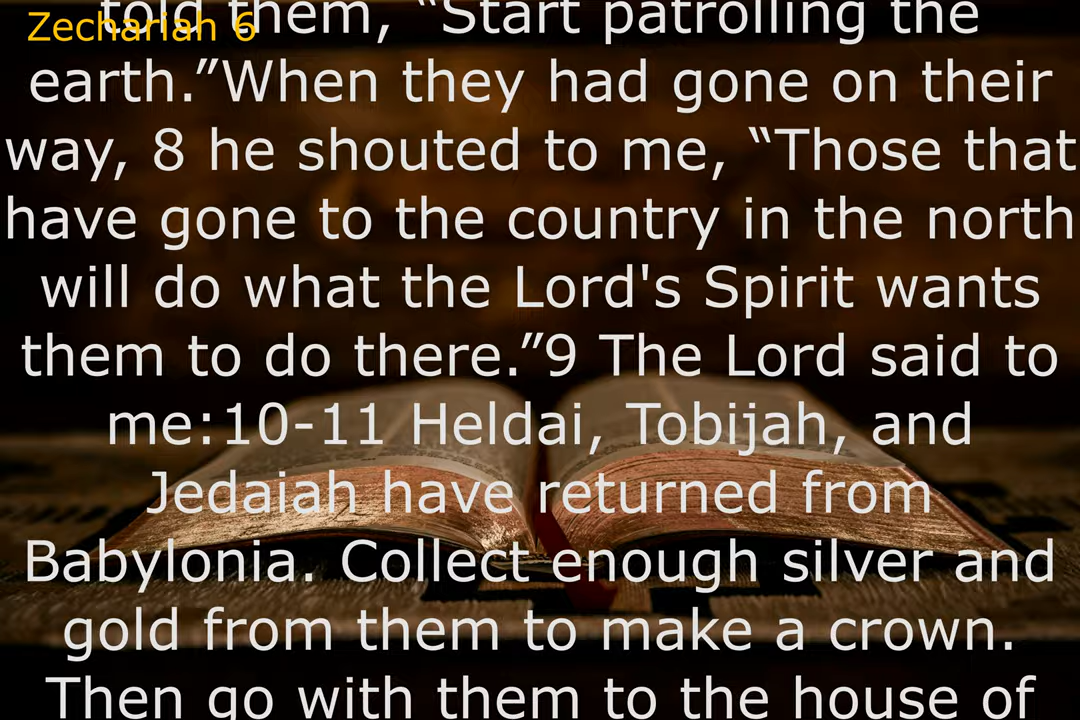 told them, “Start patrolling the
Zechariah 6
earth.”When they had gone on their
way, 8 he shouted to me, “Those that
have gone to the country in the north
will do what the Lord's Spirit wants
them to do there.”9 The Lord said to
me:10-11 Heldai, Tobijah, and
Jedaiah have returned from
Babylonia. Collect enough silver and
gold from them to make a crown.
Then go with them to the house of